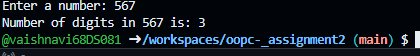 Enter a number: 567
Number of digits in 567 is: 3
@vaishnavi68DS081 ➜/workspaces/oopc-_assignment2 (main) $